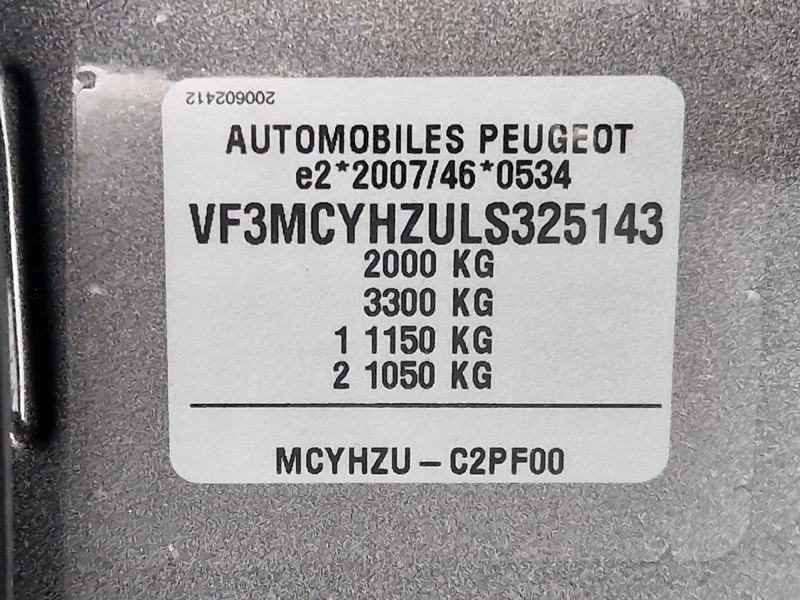 200602412
AUTOMOBILES PEUGEOT
e2*2007/46*0534
VF3MCYHZULS325143
2000 KG
3300 KG
1 1150 KG
2 1050 KG
MCYHZU – C2PF00